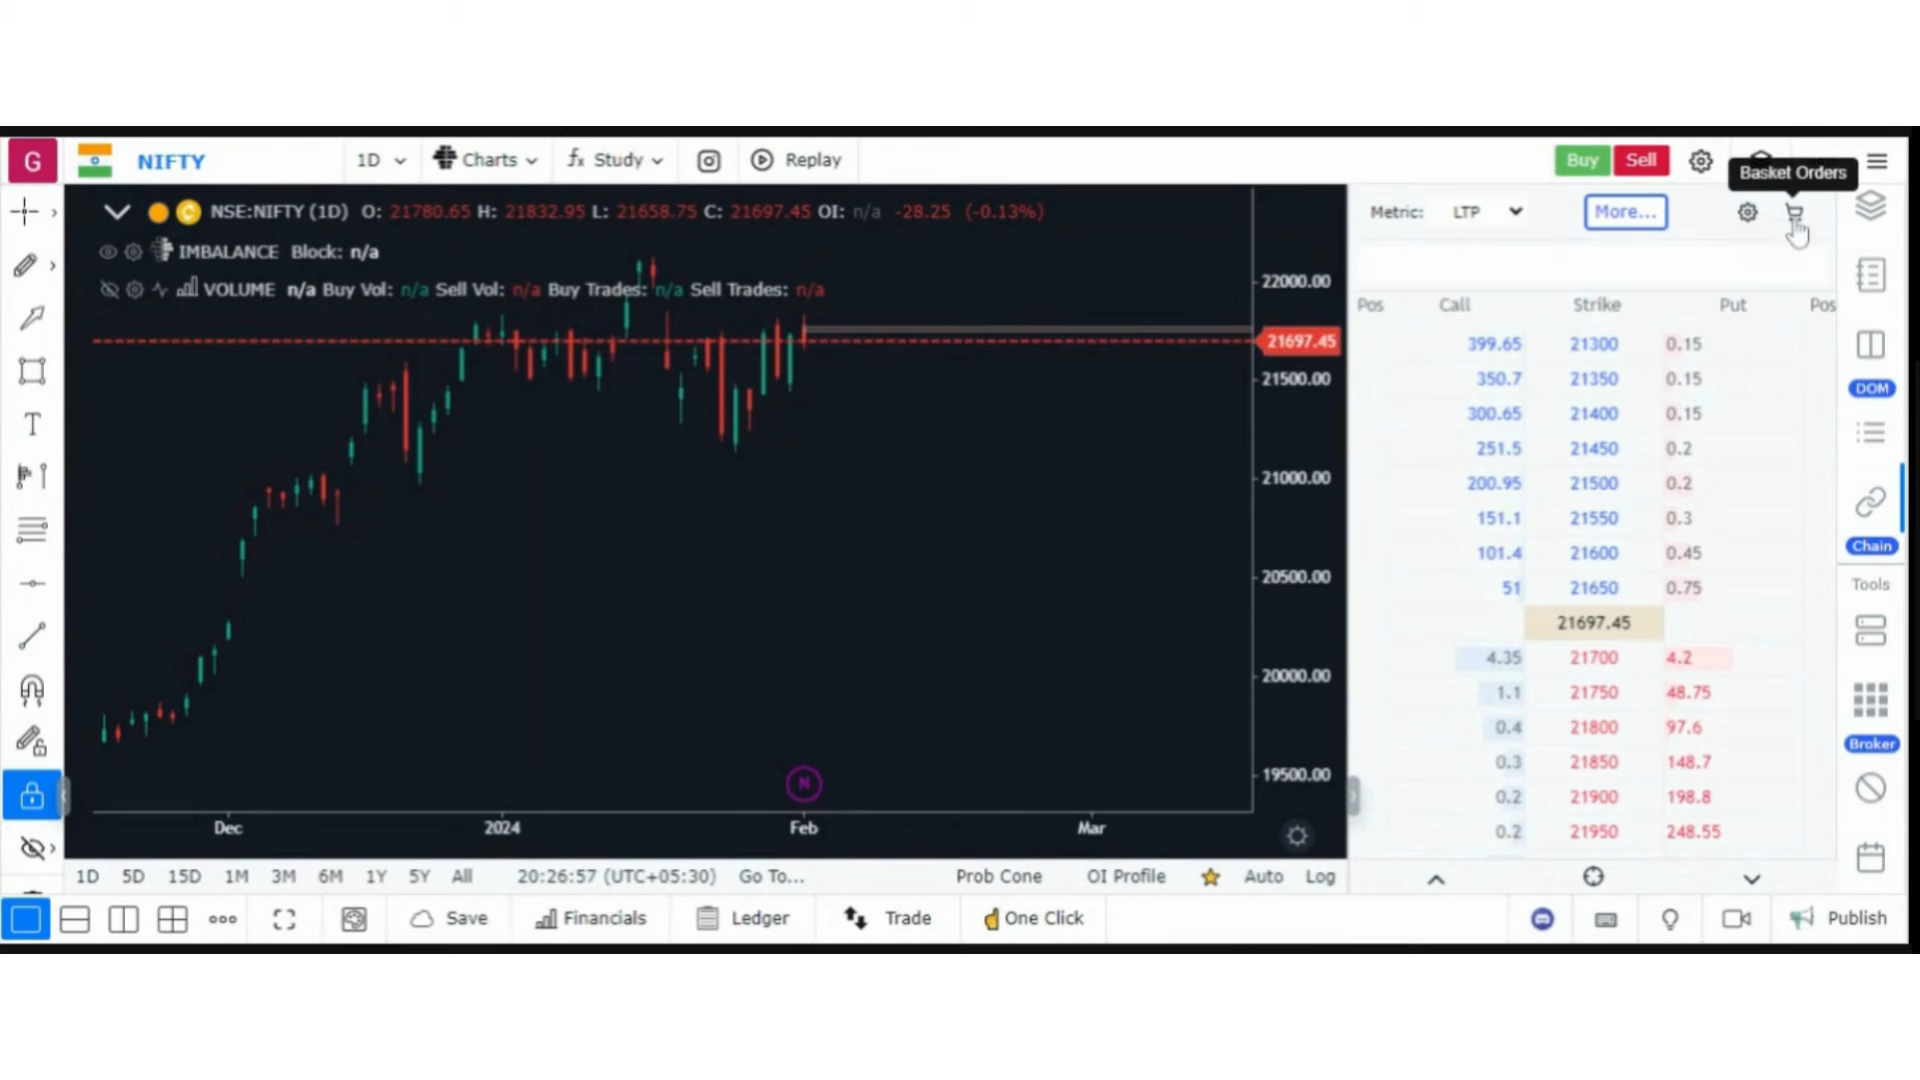 G NIFTY 1D Charts fx Study Replay Buy Sell
Basket Orders
NSE:NIFTY (1D) O: 21780.65 H: 21832.95 L: 21658.75 C: 21697.45 OI: n/a -28.25 (-0.13%)
Metric: LTP More...
IMBALANCE Block: n/a
VOLUME n/a Buy Vol: n/a Sell Vol: n/a Buy Trades: n/a Sell Trades: n/a
22000.00
21697.45
21500.00
21000.00
20500.00
20000.00
19500.00
N
Dec 2024 Feb Mar
Pos Call Strike Put Pos
399.65 21300 0.15
350.7 21350 0.15
300.65 21400 0.15
251.5 21450 0.2
200.95 21500 0.2
151.1 21550 0.3
101.4 21600 0.45
51 21650 0.75
21697.45
4.35 21700 4.2
1.1 21750 48.75
0.4 21800 97.6
0.3 21850 148.7
0.2 21900 198.8
0.2 21950 248.55
DOM
Chain
Tools
Broker
T
1D 5D 15D 1M 3M 6M 1Y 5Y All 20:26:57 (UTC+05:30) Go To... Prob Cone OI Profile Auto Log
Save Financials Ledger Trade One Click Publish